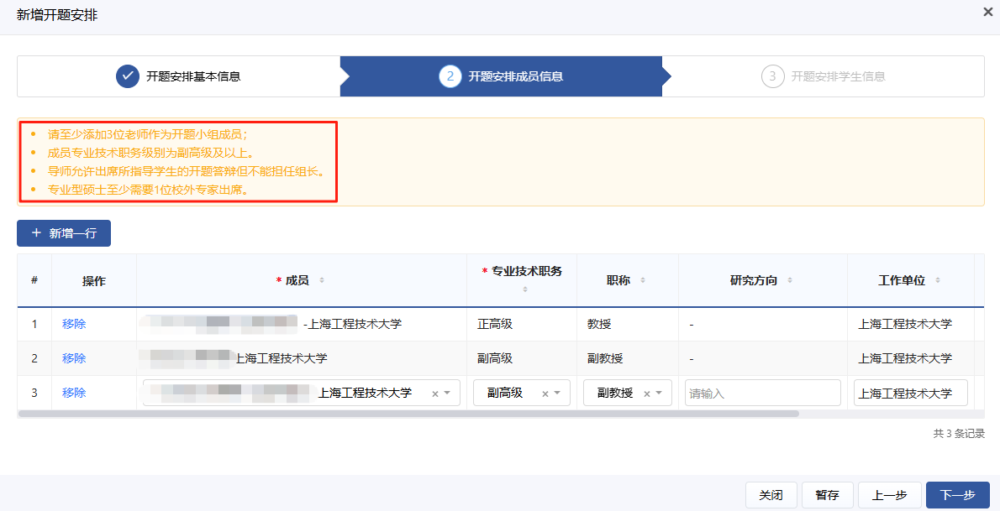 新增开题安排
开题安排基本信息
2 开题安排成员信息
3 开题安排学生信息
请至少添加3位老师作为开题小组成员；
成员专业技术职务级别为副高级及以上。
导师允许出席所指导学生的开题答辩但不能担任组长。
专业型硕士至少需要1位校外专家出席。
+ 新增一行
# 操作 * 成员 * 专业技术职务 职称 研究方向 工作单位
1 移除 -上海工程技术大学 正高级 教授 - 上海工程技术大学
2 移除 上海工程技术大学 副高级 副教授 - 上海工程技术大学
3 移除 上海工程技术大学 × 副高级 × 副教授 × 请输入 上海工程技术大学
共 3 条记录
关闭 暂存 上一步 下一步